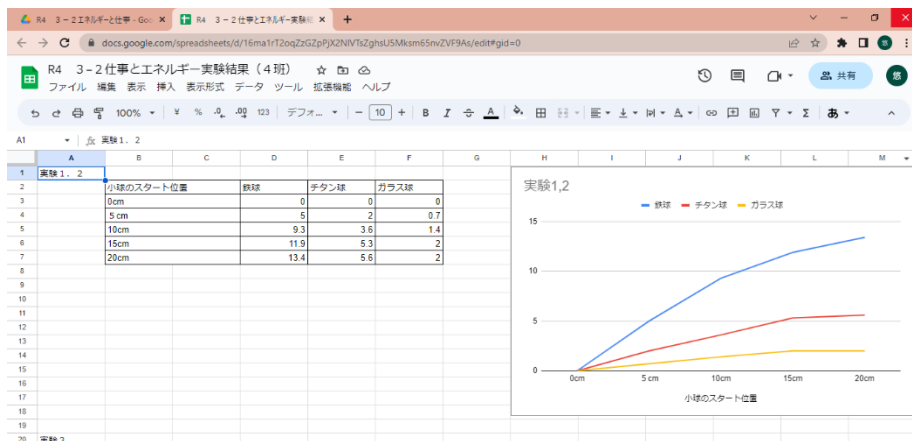 R4 3-2エネルギーと仕事 - Goo
R4 3-2仕事とエネルギー実験結
docs.google.com/spreadsheets/d/16ma1rT2oqZzGZpPjX2NIVTsZghsU5Mksm65nvZVF9As/edit#gid=0
R4 3-2仕事とエネルギー実験結果(4班)
ファイル 編集 表示 挿入 表示形式 データ ツール 拡張機能 ヘルプ
共有
悠
100% ¥ % .0 .00 123 デフォ... 10 B I A あ
A1 fx 実験1.2
A B C D E F G H I J K L M
1 実験1.2
2 小球のスタート位置 鉄球 チタン球 ガラス球
3 0cm 0 0 0
4 5cm 5 2 0.7
5 10cm 9.3 3.6 1.4
6 15cm 11.9 5.3 2
7 20cm 13.4 5.6 2
8
9
10
11
12
13
14
15
16
17
18
19
20
実験1,2
鉄球 チタン球 ガラス球
15
10
5
0
0cm 5cm 10cm 15cm 20cm
小球のスタート位置